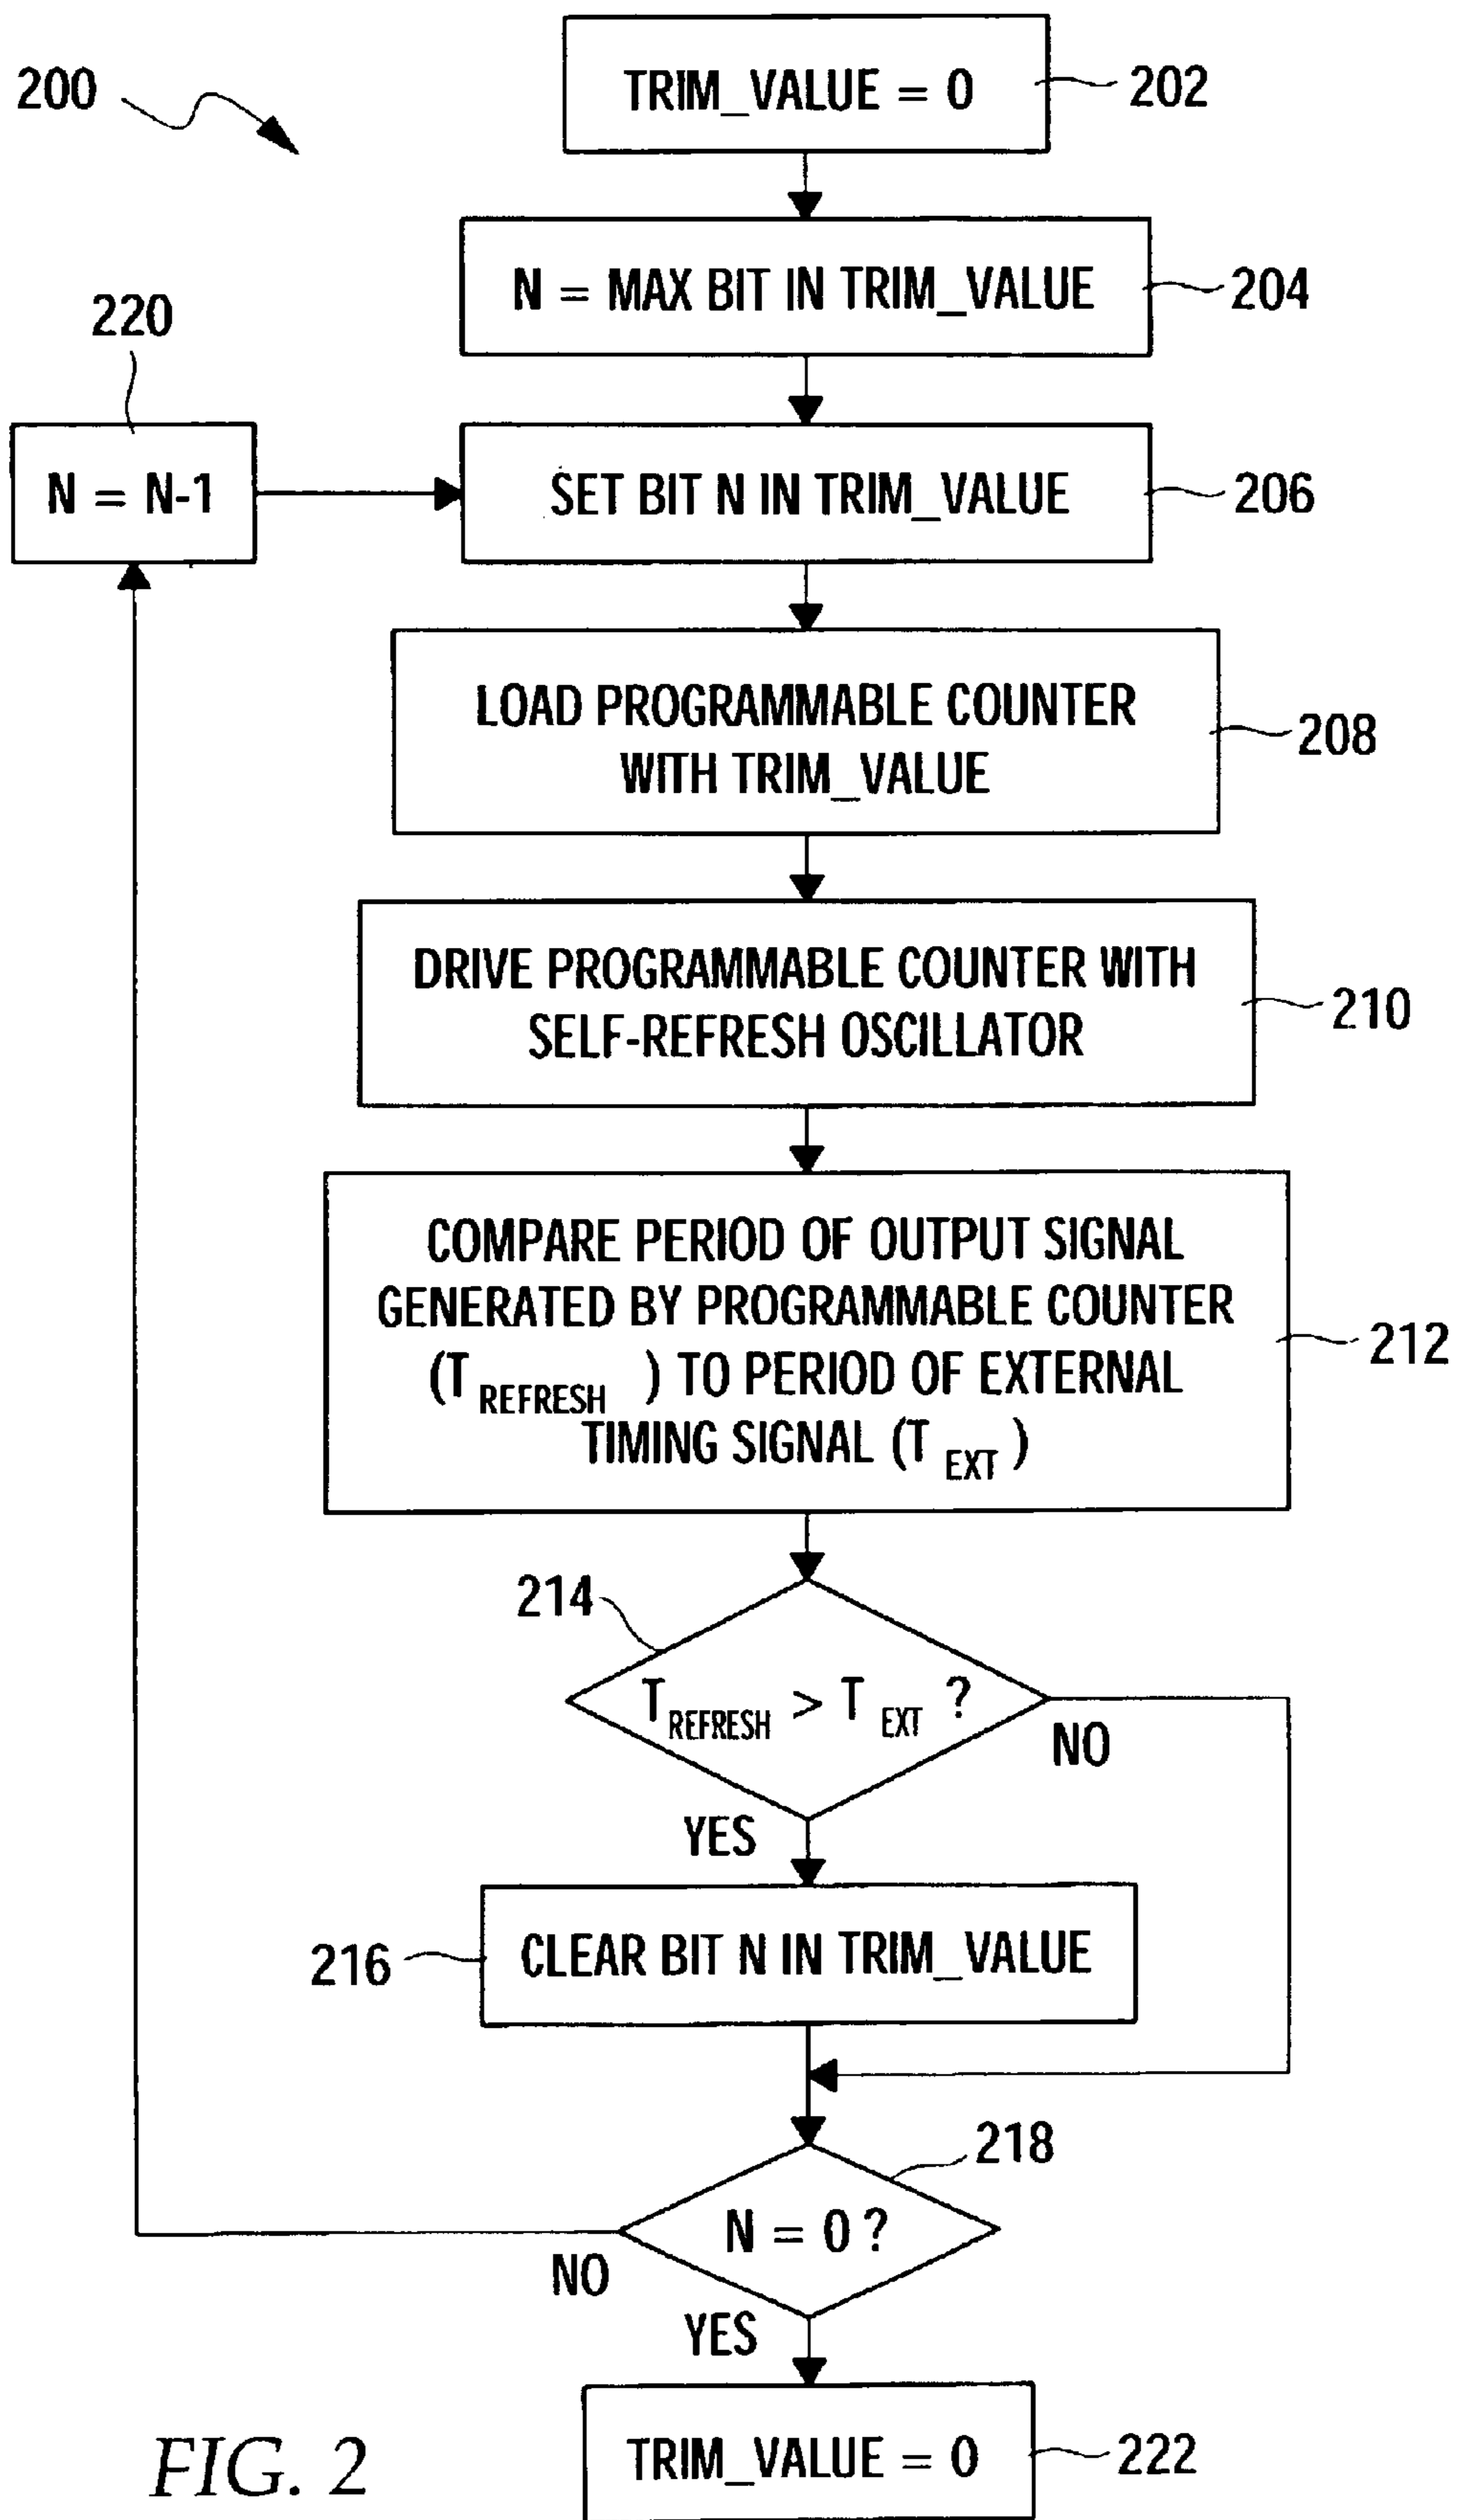 200
TRIM_VALUE = 0
202
N = MAX BIT IN TRIM_VALUE
204
220
N = N-1
SET BIT N IN TRIM_VALUE
206
LOAD PROGRAMMABLE COUNTER
WITH TRIM_VALUE
208
DRIVE PROGRAMMABLE COUNTER WITH
SELF-REFRESH OSCILLATOR
210
COMPARE PERIOD OF OUTPUT SIGNAL
GENERATED BY PROGRAMMABLE COUNTER
(T REFRESH ) TO PERIOD OF EXTERNAL
TIMING SIGNAL (T EXT )
212
214
T REFRESH > T EXT ?
NO
YES
216
CLEAR BIT N IN TRIM_VALUE
218
N = 0 ?
NO
YES
TRIM_VALUE = 0
222
FIG. 2